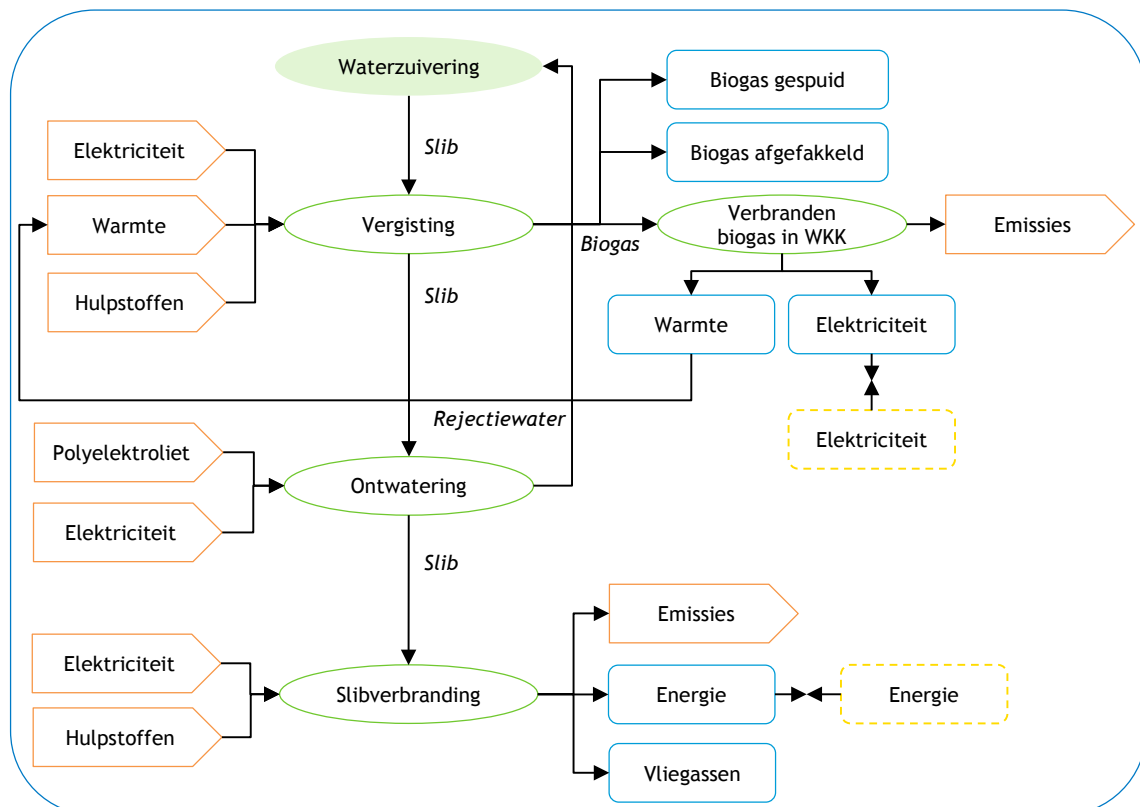 Waterzuivering
Biogas gespuid
Slib
Elektriciteit
Biogas afgefakkeld
Warmte
Vergisting
Biogas
Verbranden
biogas in WKK
Emissies
Hulpstoffen
Slib
Warmte
Elektriciteit
Rejectiewater
Elektriciteit
Polyelektroliet
Ontwatering
Elektriciteit
Slib
Emissies
Elektriciteit
Slibverbranding
Energie
Energie
Hulpstoffen
Vliegassen